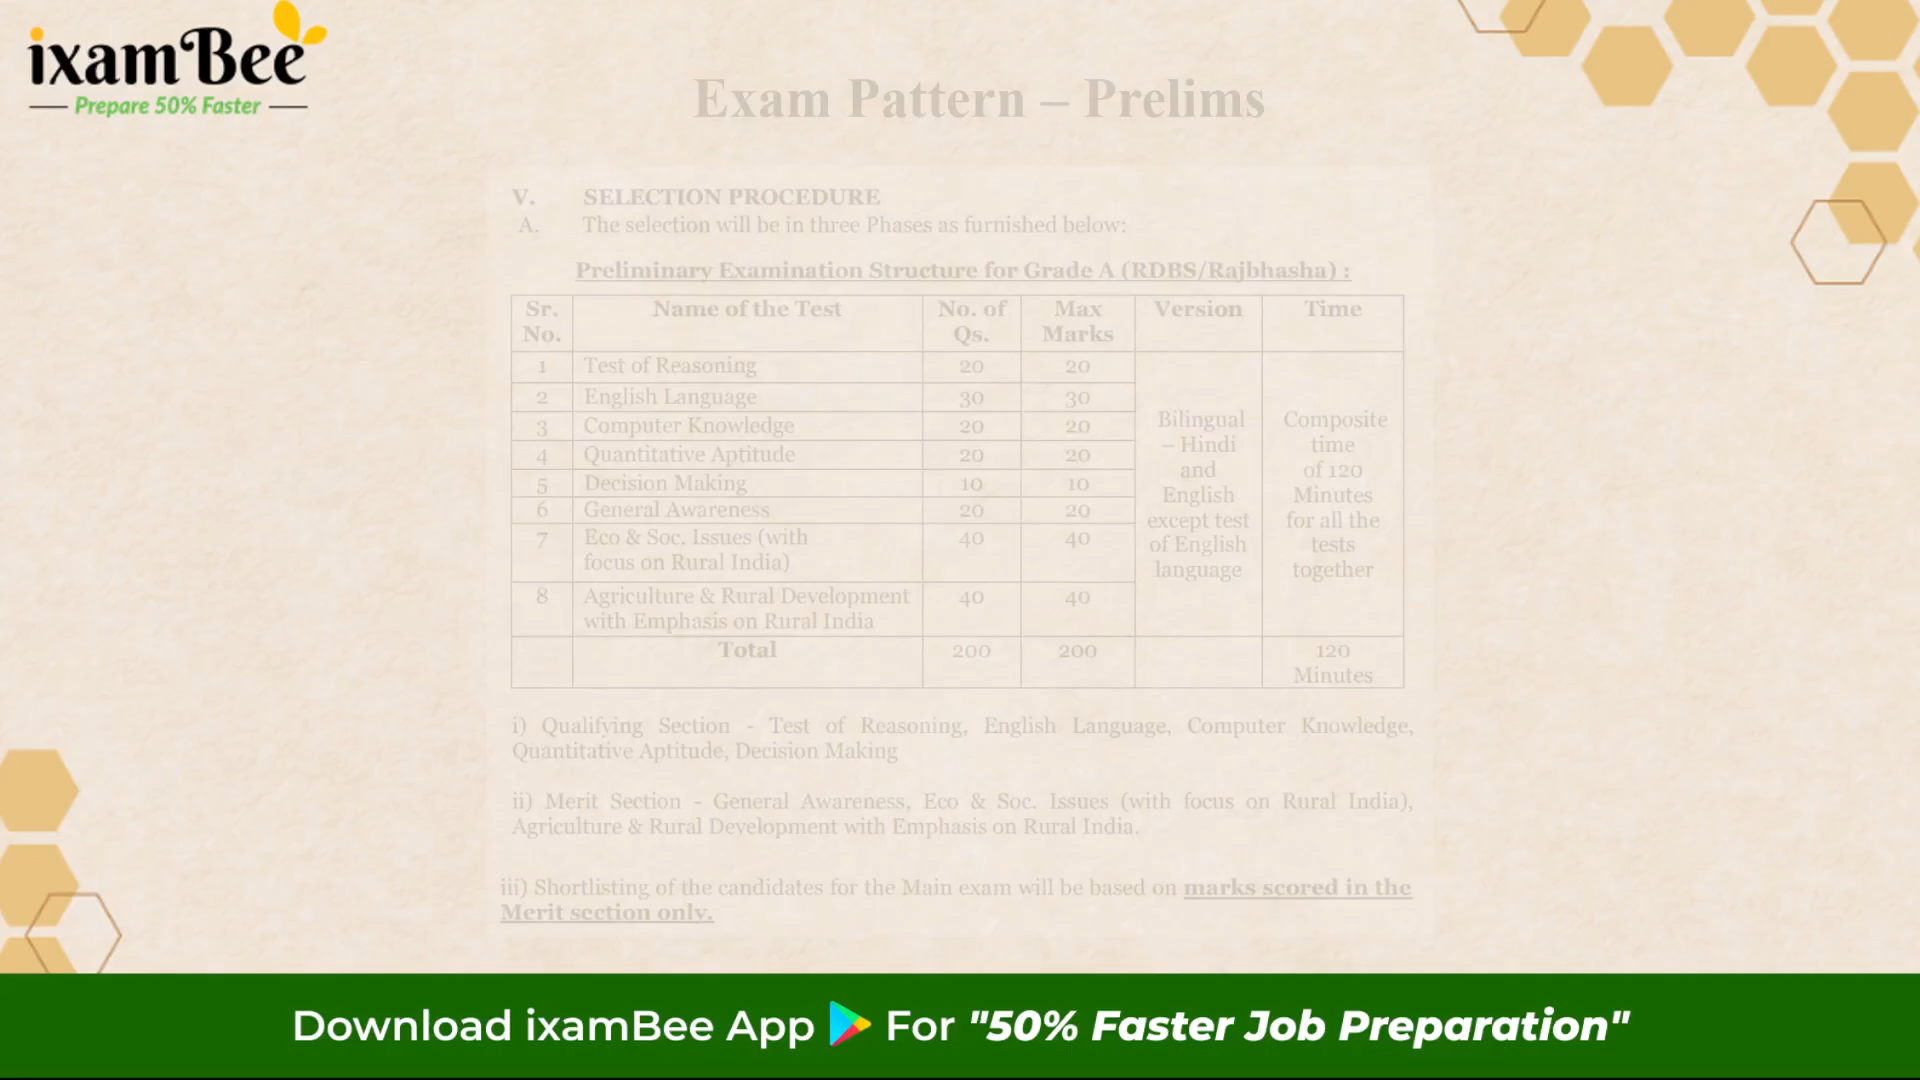 ixamBee
Prepare 50% Faster
Exam Pattern – Prelims
V. SELECTION PROCEDURE
A. The selection will be in three Phases as furnished below:
Preliminary Examination Structure for Grade A (RDBS/Rajbhasha) :
Sr. No. Name of the Test No. of Qs. Max Marks Version Time
1 Test of Reasoning 20 20
2 English Language 30 30
3 Computer Knowledge 20 20
4 Quantitative Aptitude 20 20
5 Decision Making 10 10
6 General Awareness 20 20
7 Eco & Soc. Issues (with focus on Rural India) 40 40
8 Agriculture & Rural Development with Emphasis on Rural India 40 40
Bilingual – Hindi and English except test of English language
Composite time of 120 Minutes for all the tests together
Total 200 200 120 Minutes
i) Qualifying Section - Test of Reasoning, English Language, Computer Knowledge,
Quantitative Aptitude, Decision Making
ii) Merit Section - General Awareness, Eco & Soc. Issues (with focus on Rural India),
Agriculture & Rural Development with Emphasis on Rural India.
iii) Shortlisting of the candidates for the Main exam will be based on marks scored in the
Merit section only.
Download ixamBee App For "50% Faster Job Preparation"